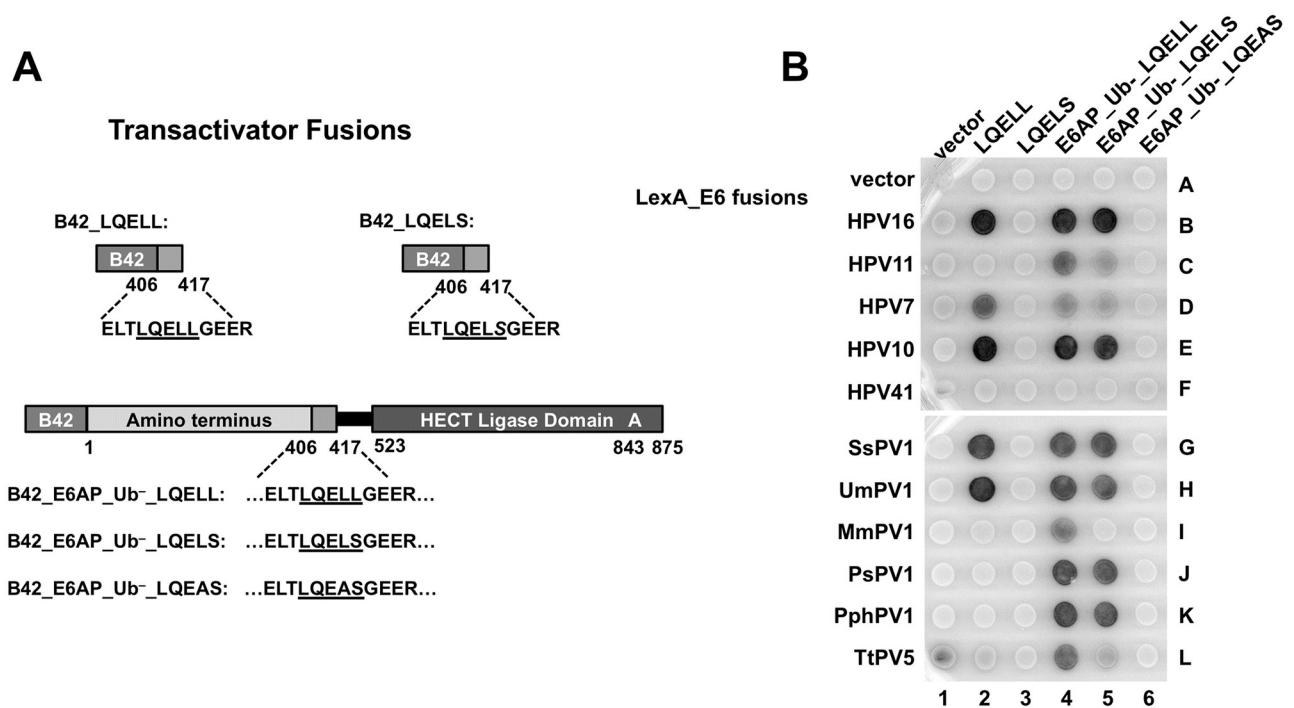 A
Transactivator Fusions
B42_LQELL:
B42
406 417
ELTLQELLGEER
B42_LQELS:
B42
406 417
ELTLQELSGEER
B42 Amino terminus HECT Ligase Domain A
1 406 417 523 843 875
B42_E6AP_Ub⁻_LQELL: ...ELTLQELLGEER...
B42_E6AP_Ub⁻_LQELS: ...ELTLQELSGEER...
B42_E6AP_Ub⁻_LQEAS: ...ELTLQEASGEER...
B
LexA_E6 fusions
vector
LQELL
LQELS
E6AP_Ub-_LQELL
E6AP_Ub-_LQELS
E6AP_Ub-_LQEAS
vector A
HPV16 B
HPV11 C
HPV7 D
HPV10 E
HPV41 F
SsPV1 G
UmPV1 H
MmPV1 I
PsPV1 J
PphPV1 K
TtPV5 L
1 2 3 4 5 6